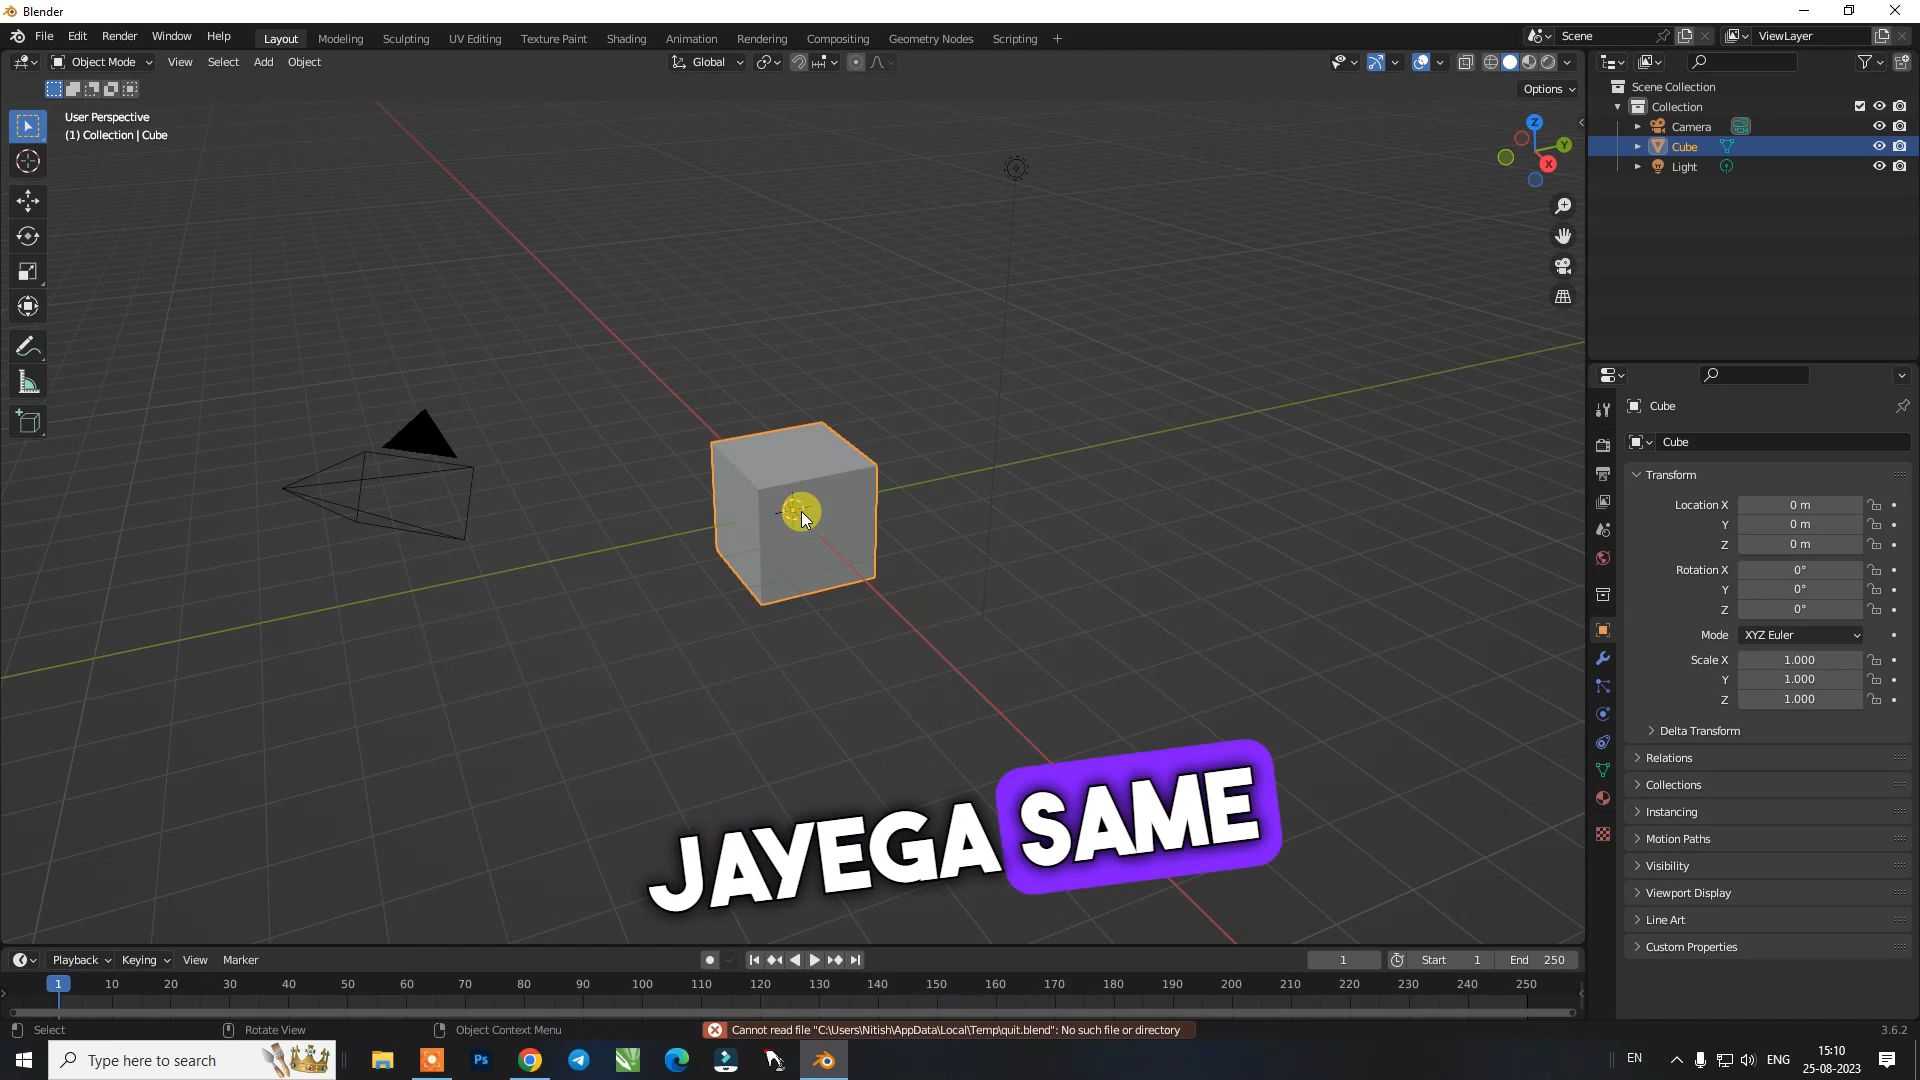 Blender
File Edit Render Window Help Layout Modeling Sculpting UV Editing Texture Paint Shading Animation Rendering Compositing Geometry Nodes Scripting + Scene ViewLayer
Object Mode View Select Add Object Global
Options
User Perspective
(1) Collection | Cube
Z
Y
X
Scene Collection
Collection
Camera
Cube
Light
Cube
Cube
Transform
Location X 0 m
Y 0 m
Z 0 m
Rotation X 0°
Y 0°
Z 0°
Mode XYZ Euler
Scale X 1.000
Y 1.000
Z 1.000
Delta Transform
Relations
Collections
Instancing
Motion Paths
Visibility
Viewport Display
Line Art
Custom Properties
JAYEGA SAME
Playback Keying View Marker 1 Start 1 End 250
1 10 20 30 40 50 60 70 80 90 100 110 120 130 140 150 160 170 180 190 200 210 220 230 240 250
Select Rotate View Object Context Menu Cannot read file "C:\Users\Nitish\AppData\Local\Temp\quit.blend": No such file or directory 3.6.2
Type here to search Ps EN ENG 15:10
25-08-2023